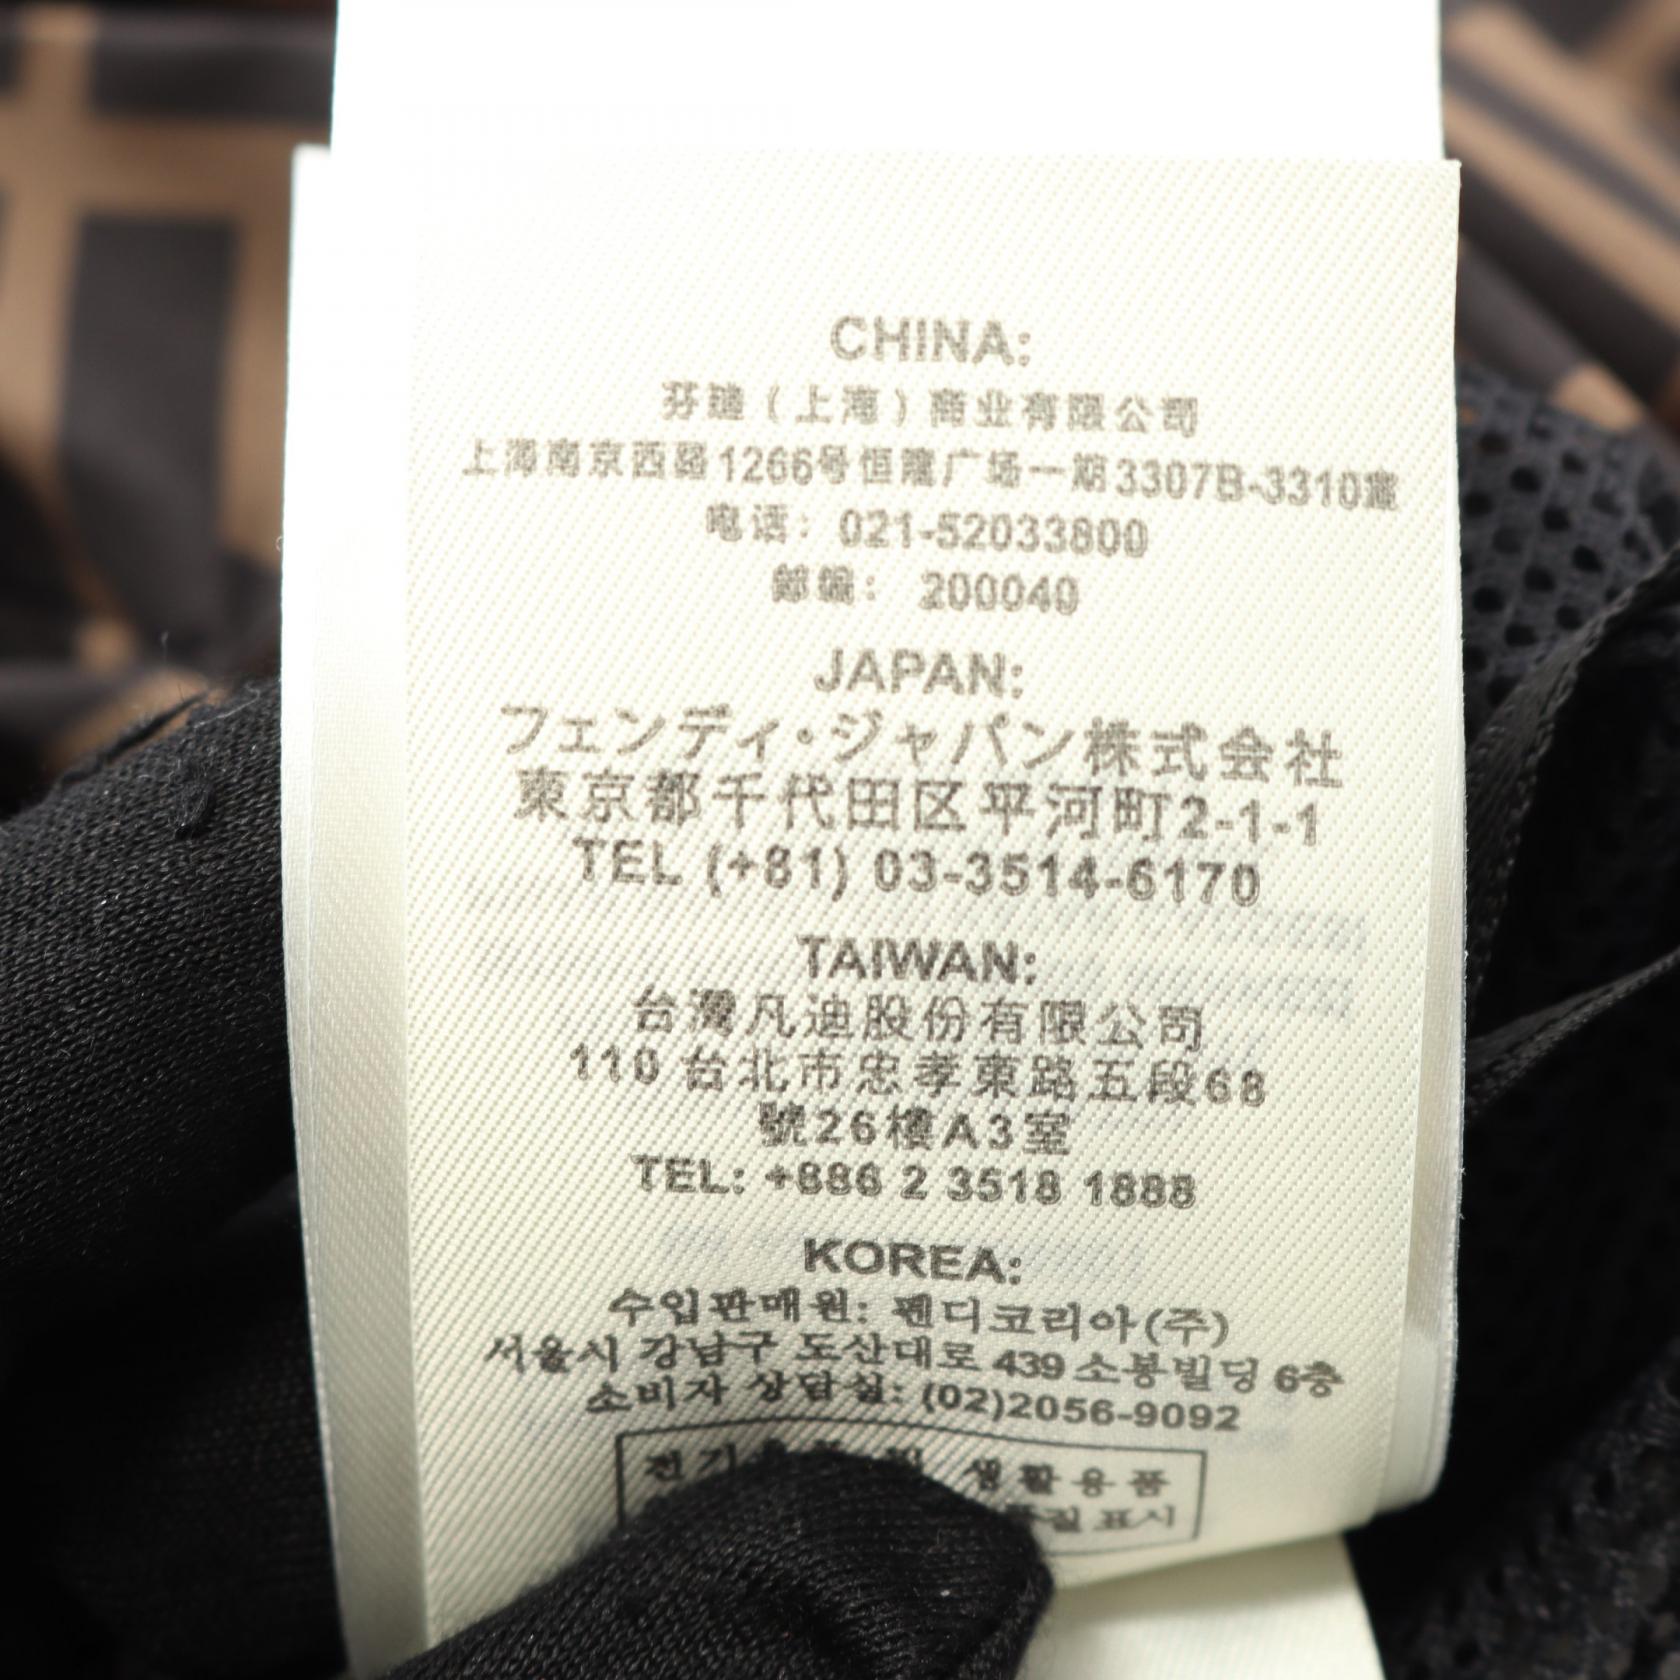 CHINA:
芬迪（上海）商业有限公司
上海南京西路1266号恒隆广场一期3307B-3310室
电话：021-52033800
邮编：200040
JAPAN:
フェンディ・ジャパン株式会社
東京都千代田区平河町2-1-1
TEL (+81) 03-3514-6170
TAIWAN:
台灣凡迪股份有限公司
110 台北市忠孝東路五段68
號26樓A3室
TEL: +886 2 3518 1888
KOREA:
수입판매원: 펜디코리아(주)
서울시 강남구 도산대로 439 소봉빌딩 6층
소비자 상담실: (02)2056-9092
생활용품